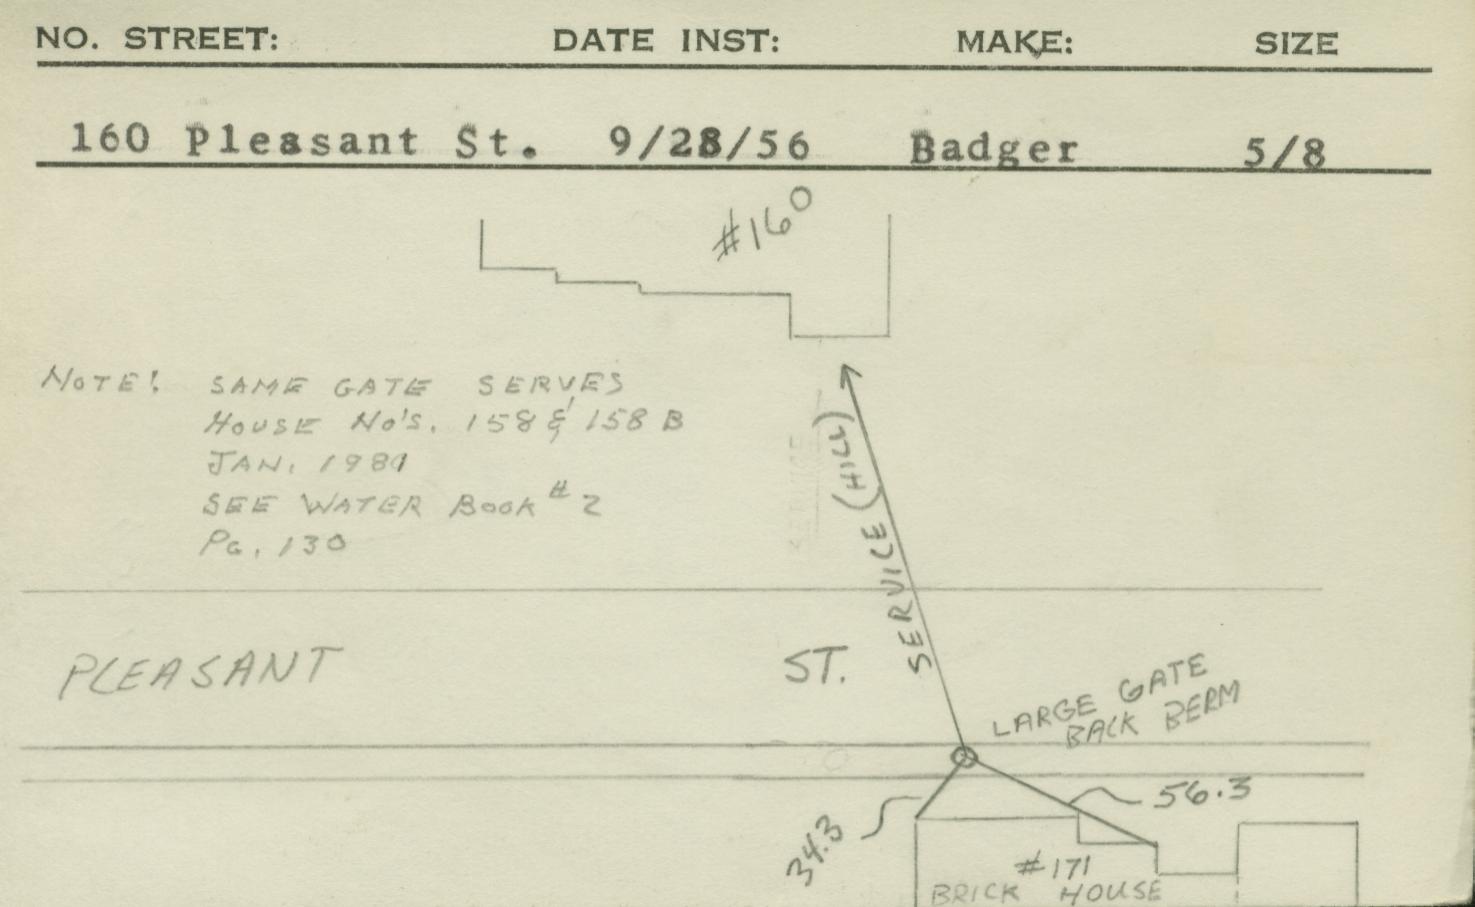 NO. STREET: DATE INST: MAKE: SIZE
160 Pleasant St. 9/28/56 Badger 5/8
#160
NOTE! SAME GATE SERVES
HOUSE NO'S. 158 & 158 B
JAN. 1981
SEE WATER BOOK #2
PG. 130
SERVICE (HILL)
PLEASANT ST.
LARGE GATE
BACK BERM
34.3
56.3
#171
BRICK HOUSE